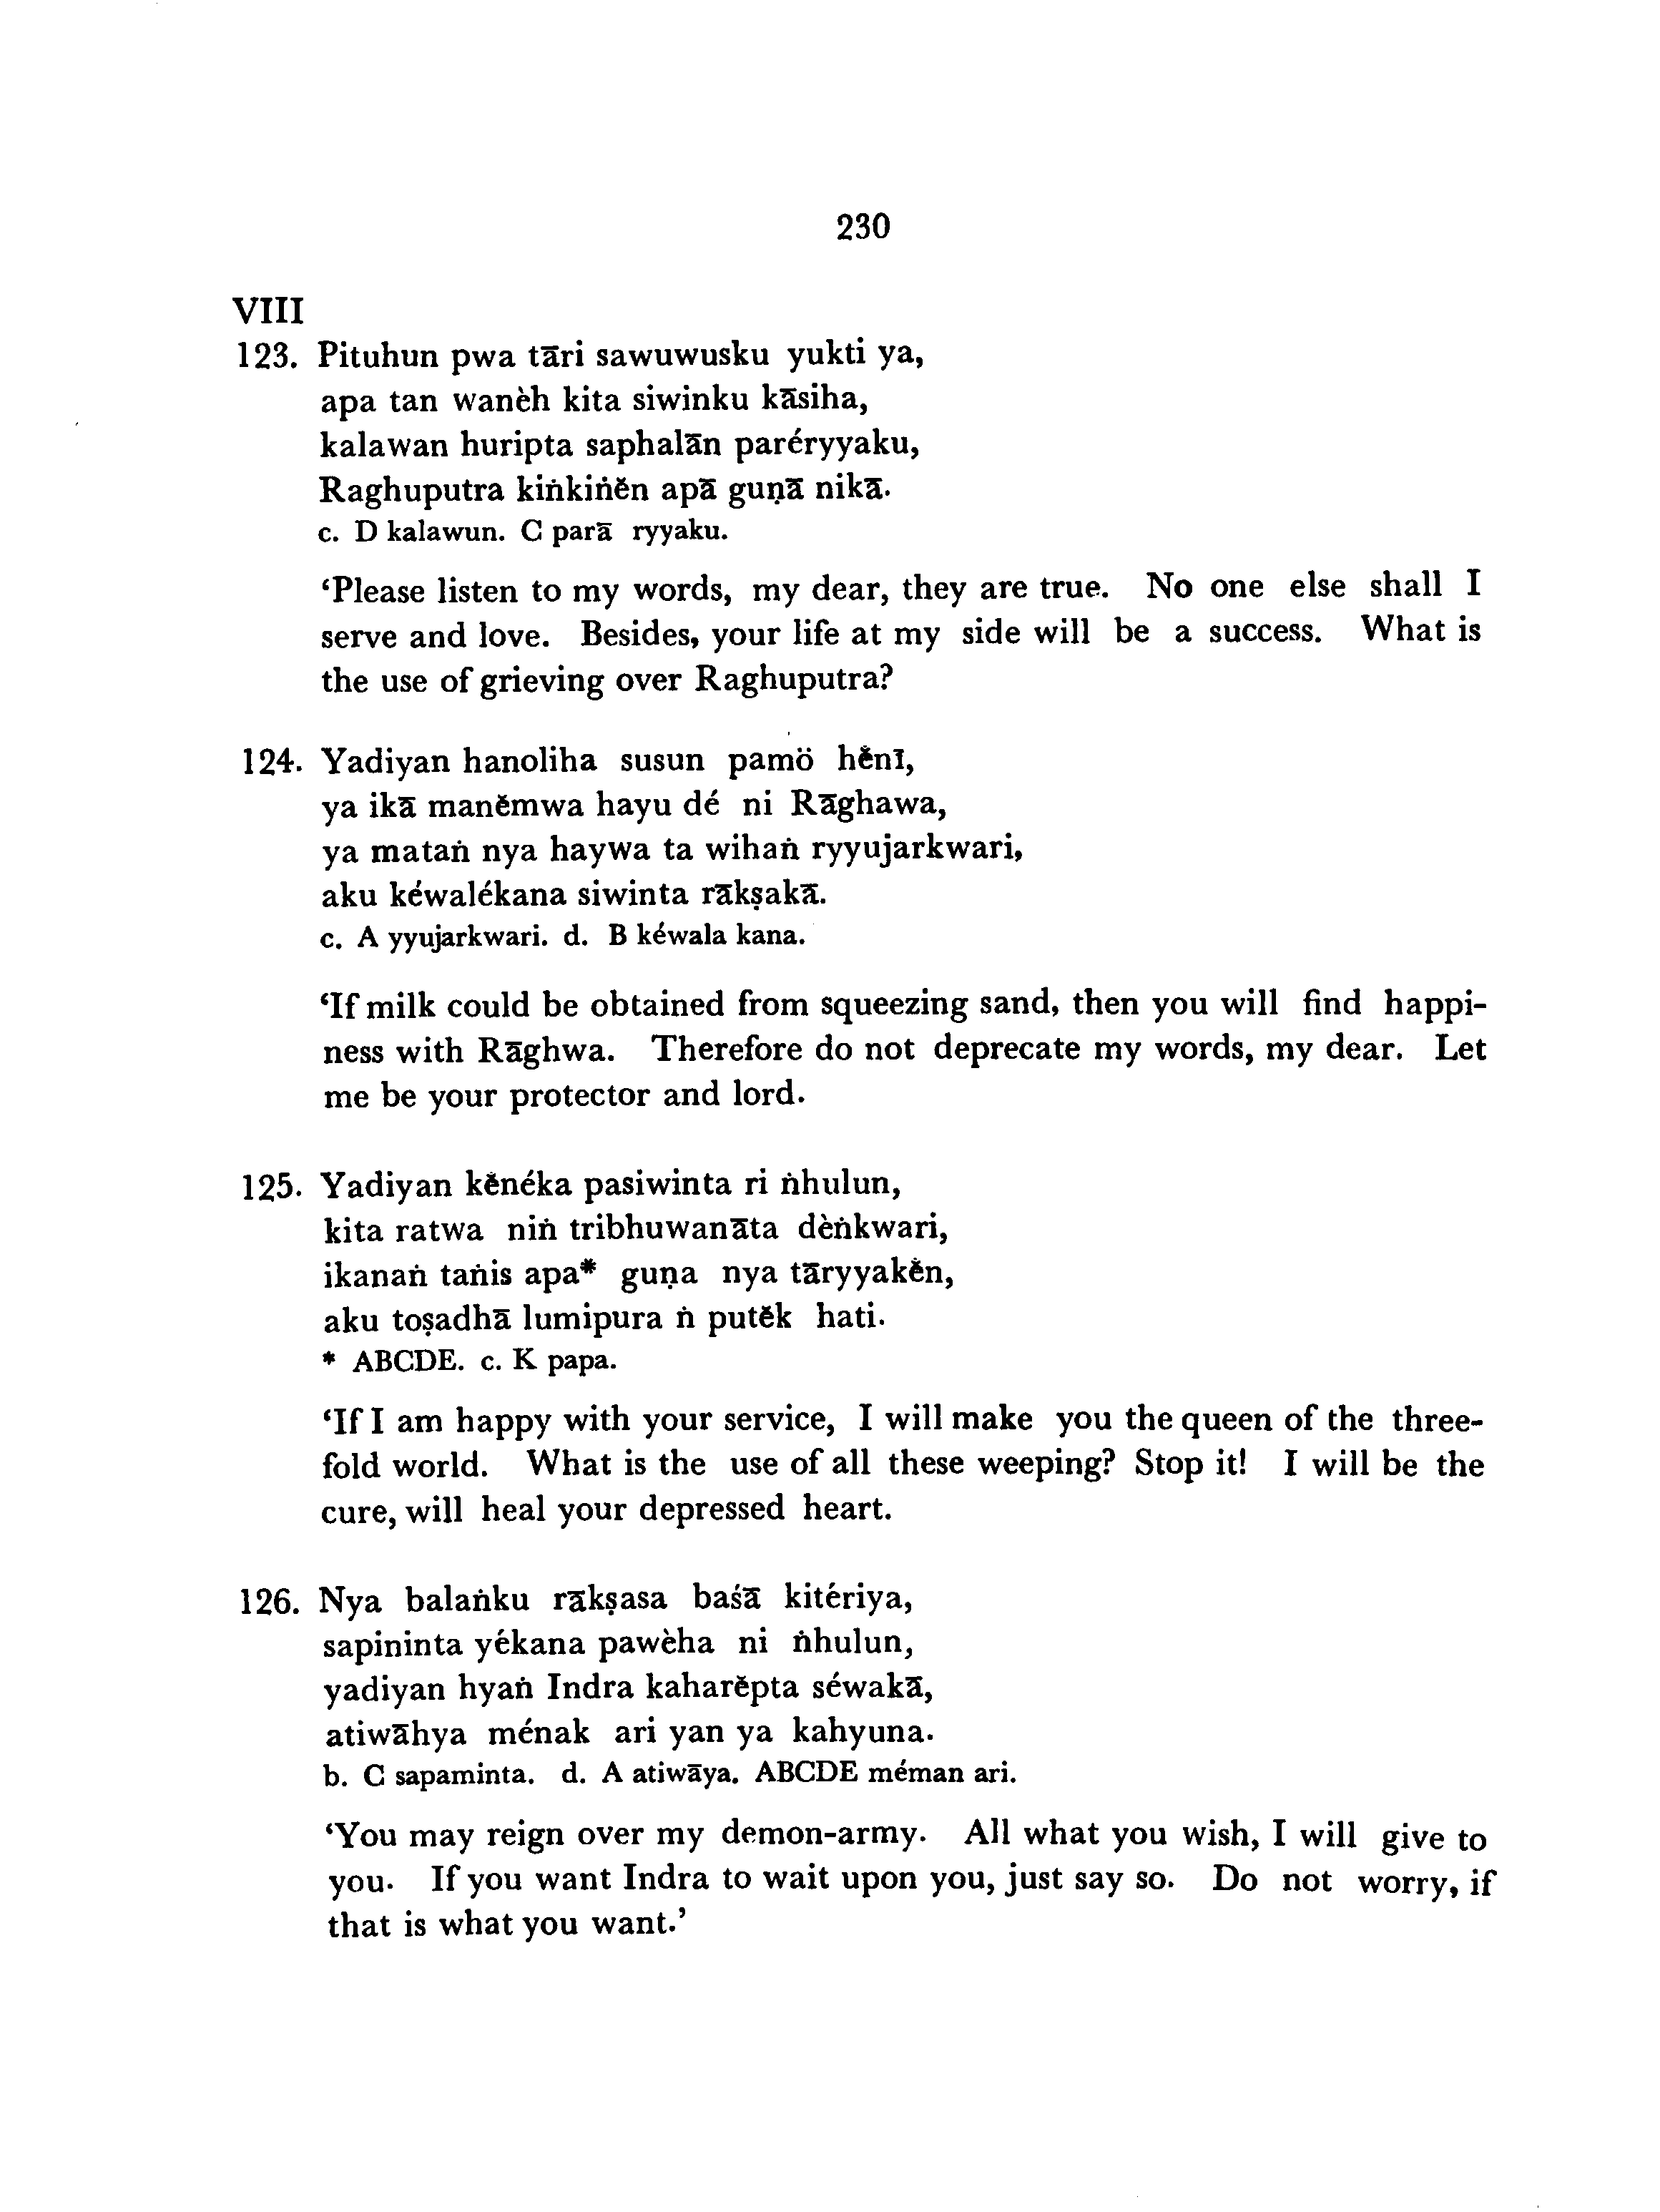 230
VIII
123. Pituhun pwa tāri sawuwusku yukti ya,
apa tan wanèh kita siwinku kāsiha,
kalawan huripta saphalān paréryyaku,
Raghuputra kiṅkiṅĕn apā guṇā nikā.
c. D kalawun. C parā ryyaku.
‘Please listen to my words, my dear, they are true. No one else shall I
serve and love. Besides, your life at my side will be a success. What is
the use of grieving over Raghuputra?
124. Yadiyan hanoliha susun pamö hĕnī,
ya ikā manĕmwa hayu dé ni Rāghawa,
ya mataṅ nya haywa ta wihaṅ ryyujarkwari,
aku kéwalékana siwinta rākṣakā.
c. A yyujarkwari. d. B kéwala kana.
‘If milk could be obtained from squeezing sand, then you will find happi-
ness with Rāghwa. Therefore do not deprecate my words, my dear. Let
me be your protector and lord.
125. Yadiyan kĕnéka pasiwinta ri ṅhulun,
kita ratwa niṅ tribhuwanāta dèṅkwari,
ikanaṅ taṅis apa* guṇa nya tāryyakĕn,
aku toṣadhā lumipura ṅ putĕk hati.
* ABCDE. c. K papa.
‘If I am happy with your service, I will make you the queen of the three-
fold world. What is the use of all these weeping? Stop it! I will be the
cure, will heal your depressed heart.
126. Nya balaṅku rākṣasa baśā kitériya,
sapininta yékana pawèha ni ṅhulun,
yadiyan hyaṅ Indra kaharĕpta séwakā,
atiwāhya ménak ari yan ya kahyuna.
b. C sapaminta. d. A atiwāya. ABCDE méman ari.
‘You may reign over my demon-army. All what you wish, I will give to
you. If you want Indra to wait upon you, just say so. Do not worry, if
that is what you want.’